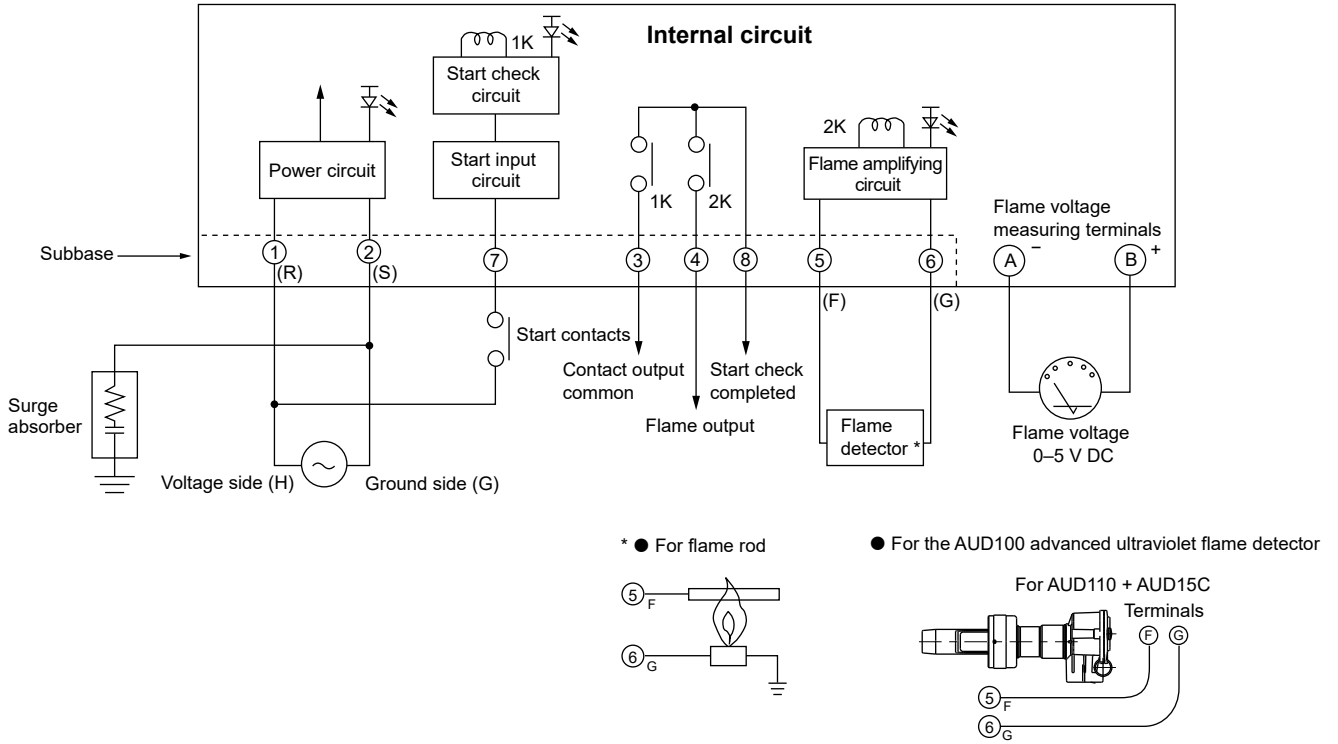 Internal circuit
1K
Start check
circuit
Power circuit
Start input
circuit
1K
2K
2K
Flame amplifying
circuit
Flame voltage
measuring terminals
Subbase
1
(R)
2
(S)
7
3
4
8
5
(F)
6
(G)
A
−
B
+
Start contacts
Contact output
common
Flame output
Start check
completed
Surge
absorber
Voltage side (H)
Ground side (G)
Flame
detector *
Flame voltage
0–5 V DC
* ● For flame rod
5
F
6
G
● For the AUD100 advanced ultraviolet flame detector
For AUD110 + AUD15C
Terminals
F
G
5
F
6
G